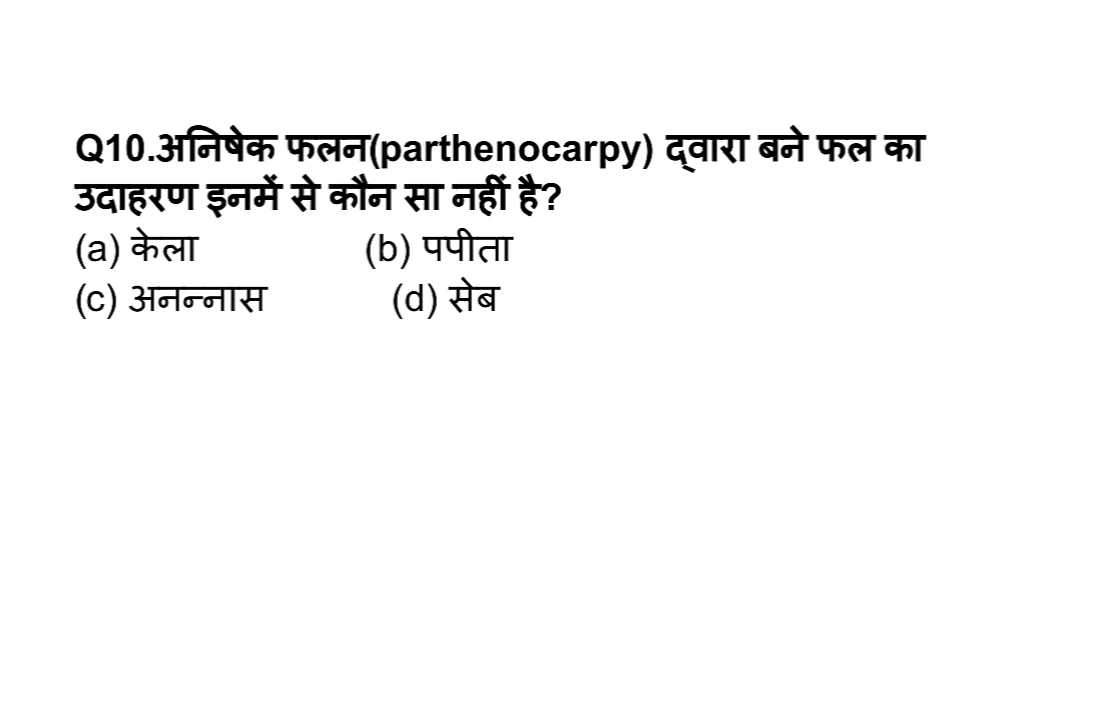 Q10.अनिषेक फलन(parthenocarpy) द्वारा बने फल का
उदाहरण इनमें से कौन सा नहीं है?
(a) केला (b) पपीता
(c) अनन्नास (d) सेब